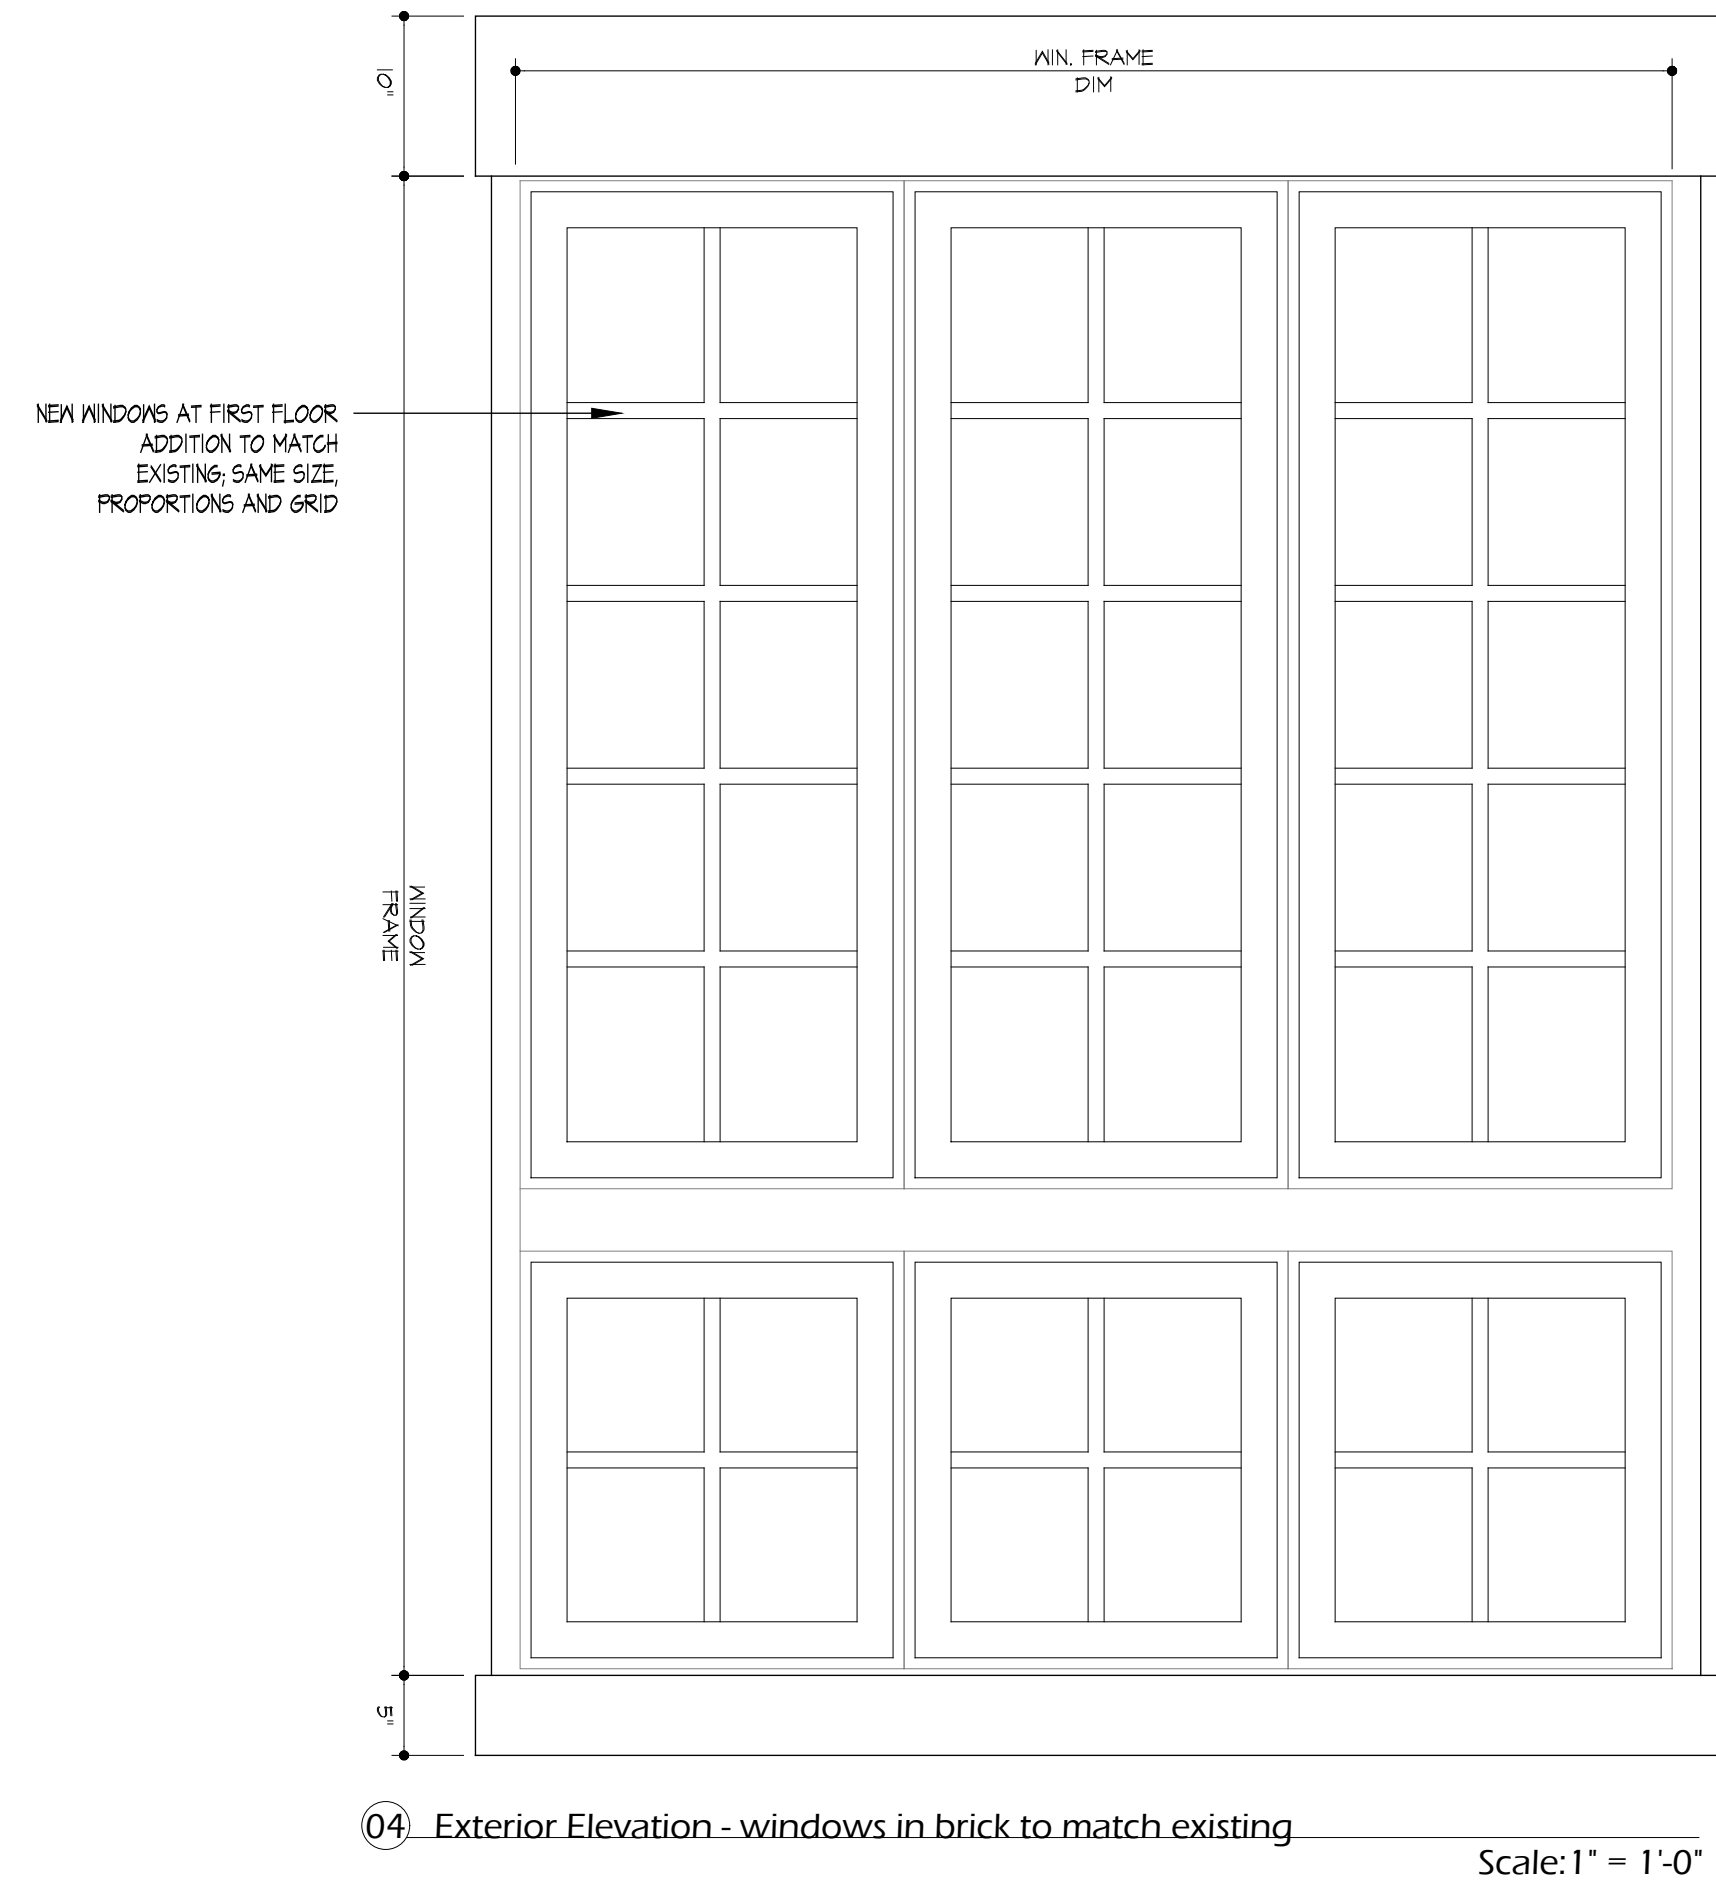 10"
WIN. FRAME
DIM
NEW WINDOWS AT FIRST FLOOR
ADDITION TO MATCH
EXISTING; SAME SIZE,
PROPORTIONS AND GRID
WINDOW
FRAME
5"
04 Exterior Elevation - windows in brick to match existing
Scale: 1" = 1'-0"